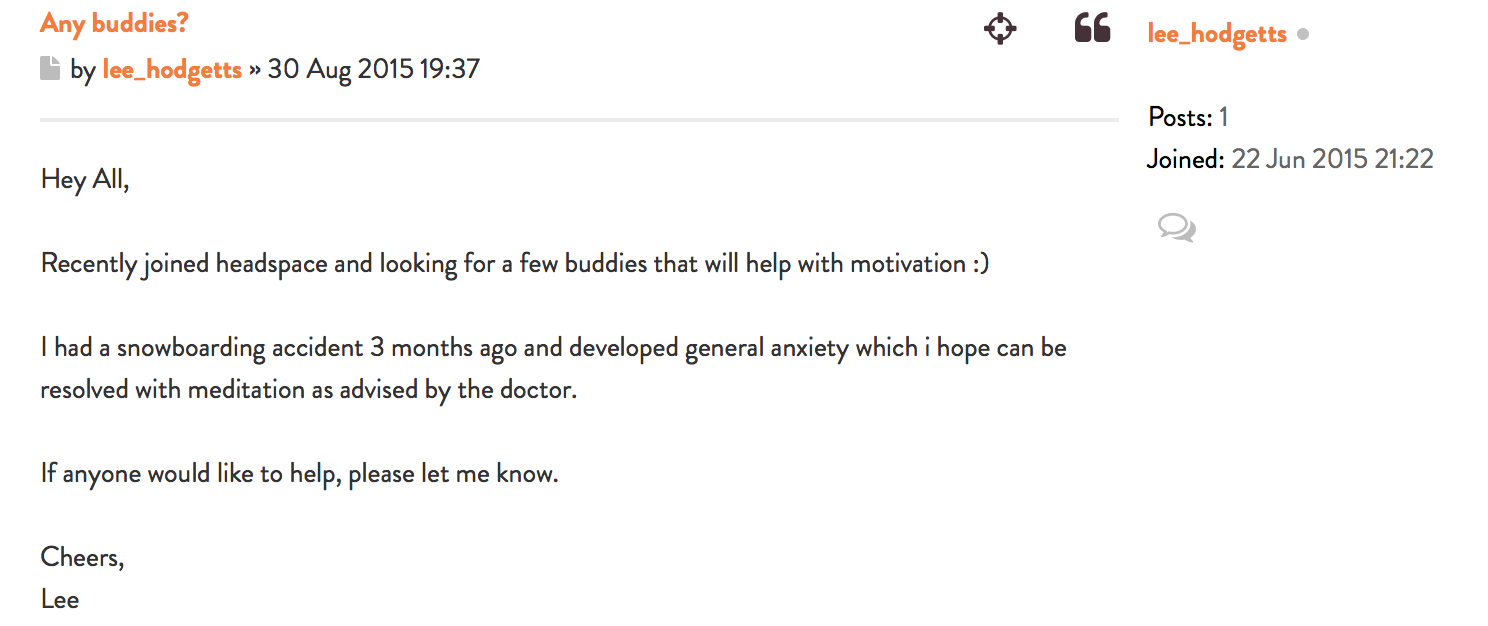 Any buddies?
lee_hodgetts
by lee_hodgetts » 30 Aug 2015 19:37
Posts: 1
Joined: 22 Jun 2015 21:22
Hey All,
Recently joined headspace and looking for a few buddies that will help with motivation :)
I had a snowboarding accident 3 months ago and developed general anxiety which i hope can be
resolved with meditation as advised by the doctor.
If anyone would like to help, please let me know.
Cheers,
Lee